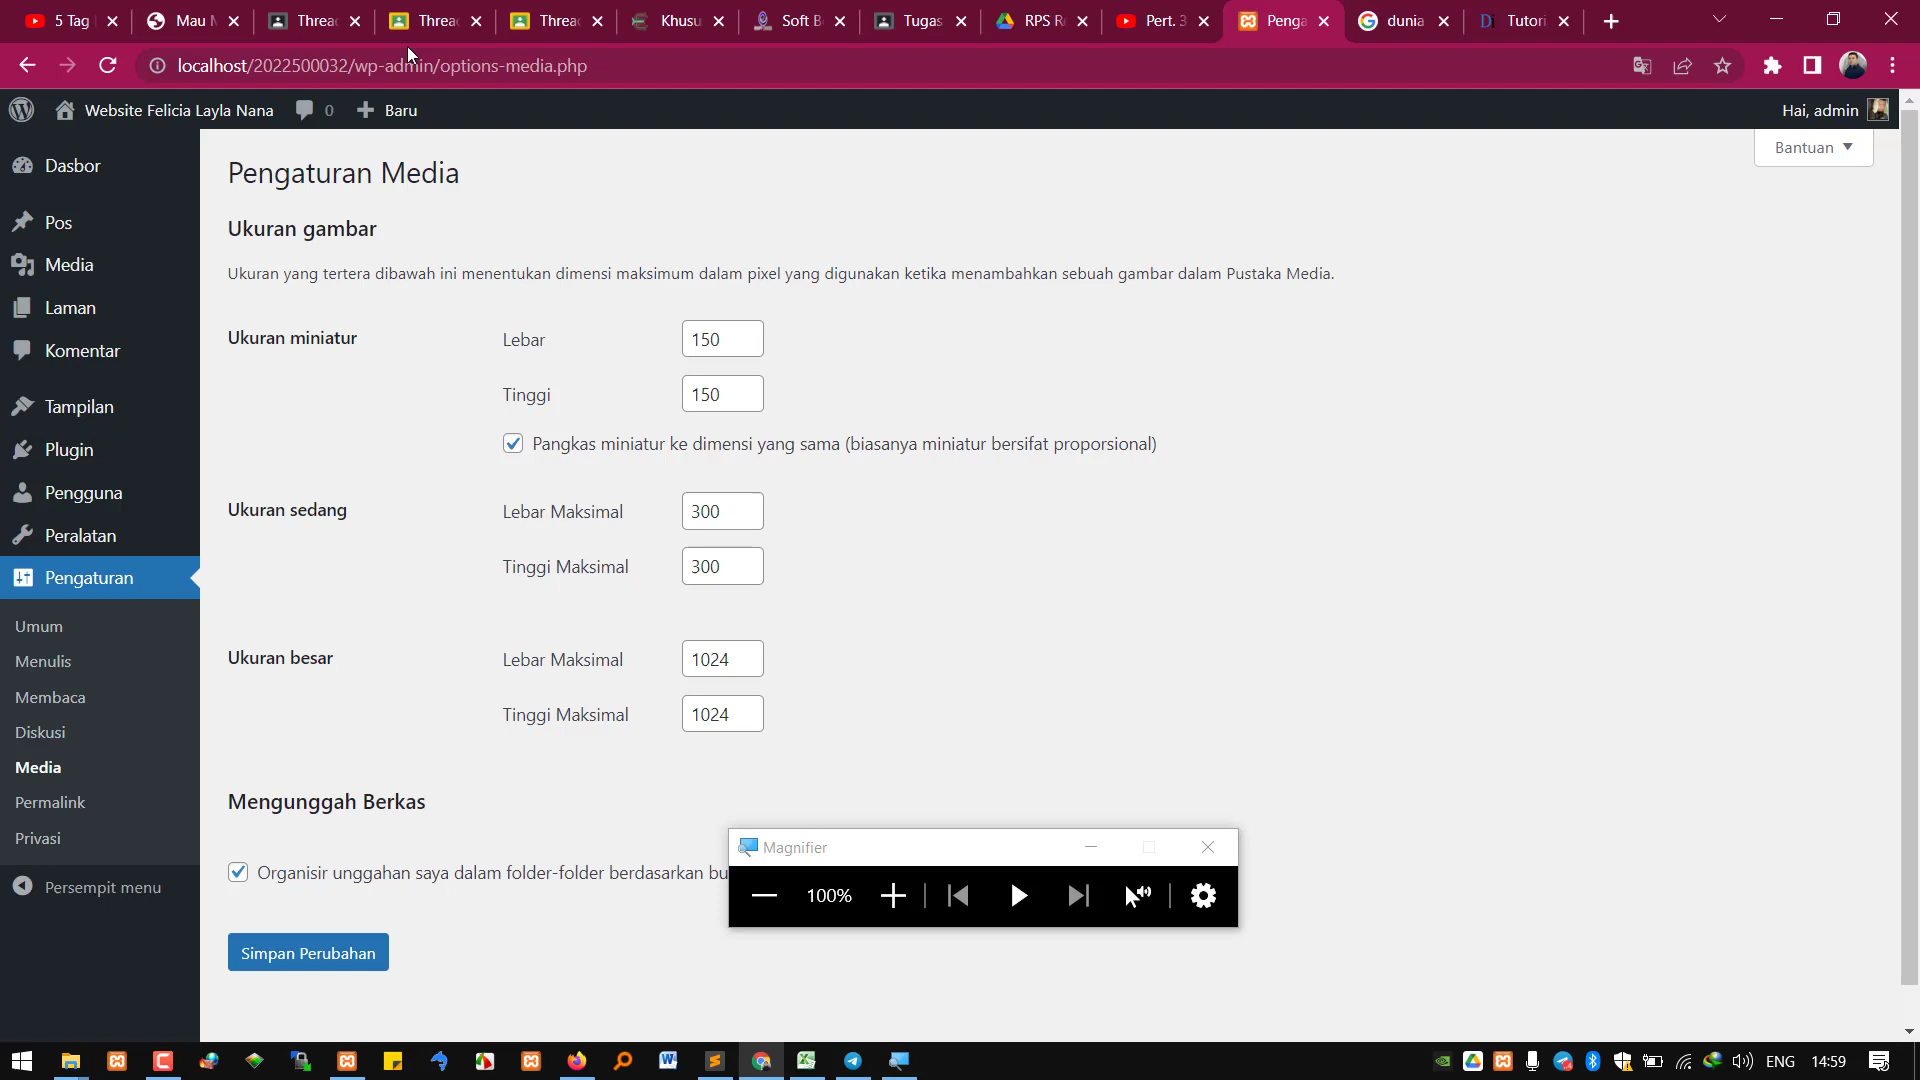 5 Tag
Mau M
Threa
Threa
Threa
Khusu
Soft B
Tugas
RPS R
Pert. 3
Penga
dunia
Tutori
localhost/2022500032/wp-admin/options-media.php
Website Felicia Layla Nana
0
Baru
Hai, admin
Dasbor
Pos
Media
Laman
Komentar
Tampilan
Plugin
Pengguna
Peralatan
Pengaturan
Umum
Menulis
Membaca
Diskusi
Media
Permalink
Privasi
Persempit menu
Bantuan
Pengaturan Media
Ukuran gambar
Ukuran yang tertera dibawah ini menentukan dimensi maksimum dalam pixel yang digunakan ketika menambahkan sebuah gambar dalam Pustaka Media.
Ukuran miniatur
Lebar 150
Tinggi 150
Pangkas miniatur ke dimensi yang sama (biasanya miniatur bersifat proporsional)
Ukuran sedang
Lebar Maksimal 300
Tinggi Maksimal 300
Ukuran besar
Lebar Maksimal 1024
Tinggi Maksimal 1024
Mengunggah Berkas
Organisir unggahan saya dalam folder-folder berdasarkan bu
Simpan Perubahan
Magnifier
100%
ENG
14:59